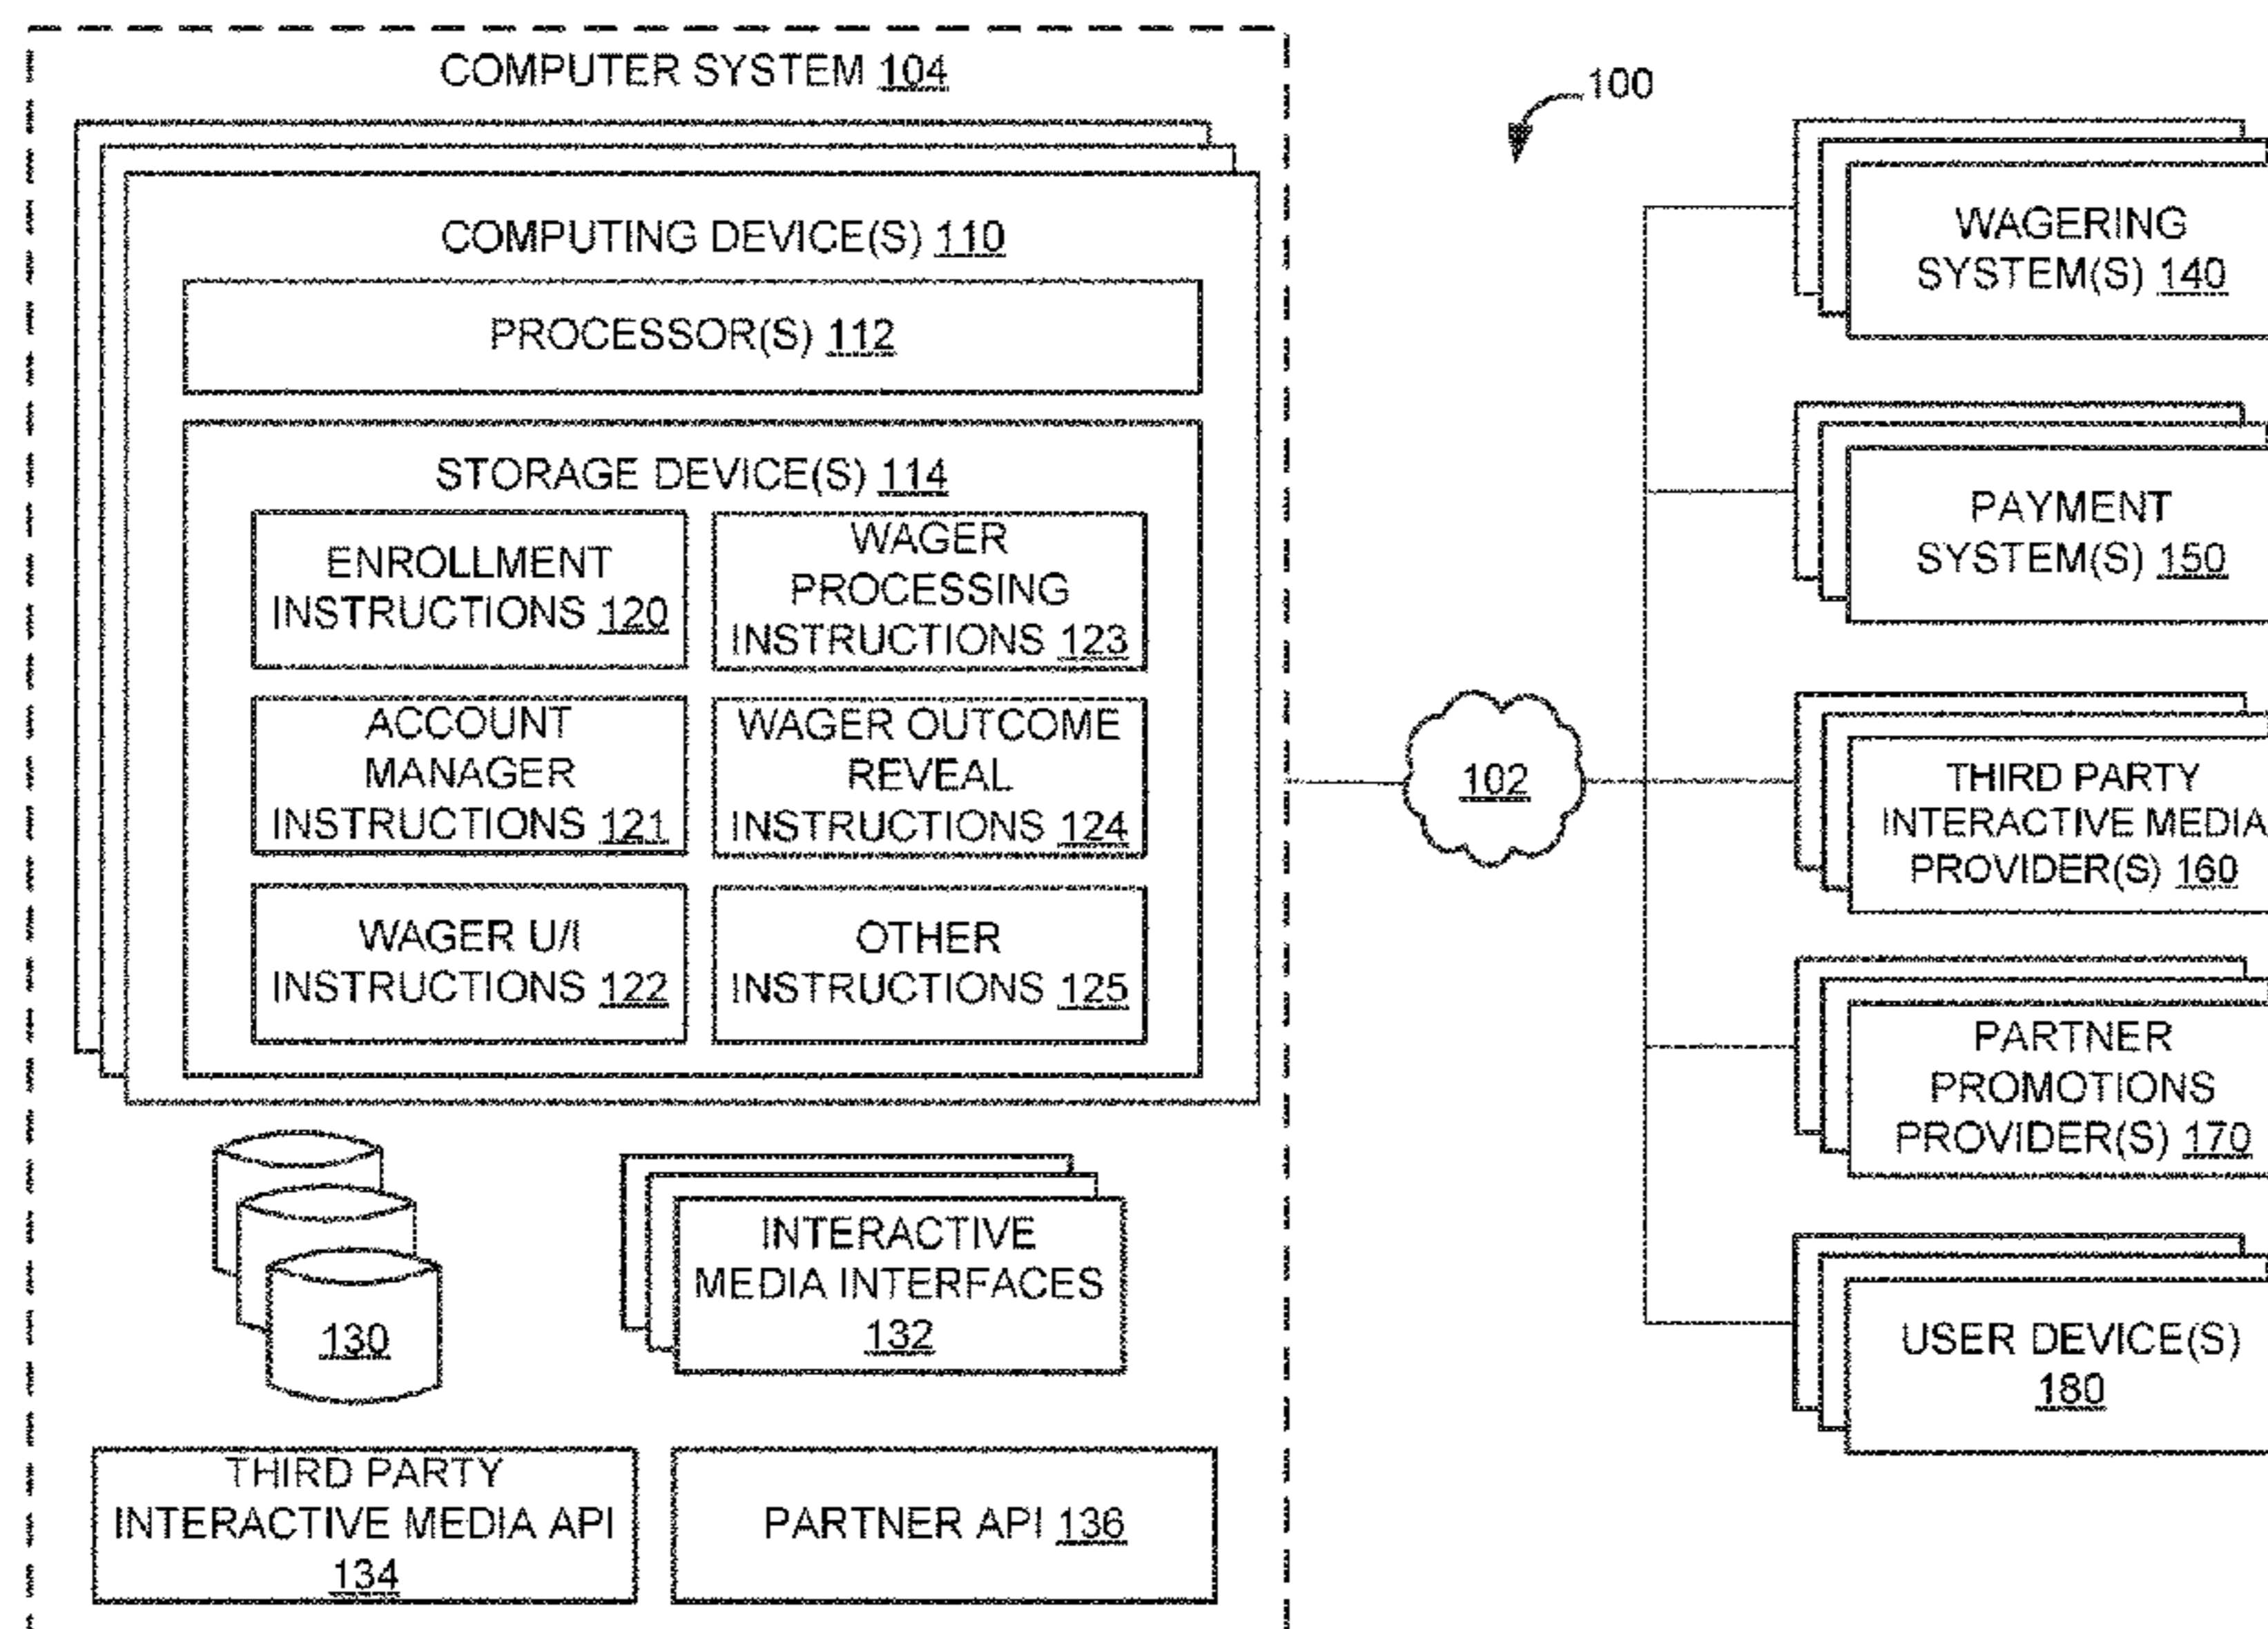 COMPUTER SYSTEM 104
COMPUTING DEVICE(S) 110
PROCESSOR(S) 112
STORAGE DEVICE(S) 114
ENROLLMENT
INSTRUCTIONS 120
WAGER
PROCESSING
INSTRUCTIONS 123
ACCOUNT
MANAGER
INSTRUCTIONS 121
WAGER OUTCOME
REVEAL
INSTRUCTIONS 124
WAGER U/I
INSTRUCTIONS 122
OTHER
INSTRUCTIONS 125
130
INTERACTIVE
MEDIA INTERFACES
132
THIRD PARTY
INTERACTIVE MEDIA API
134
PARTNER API 136
102
100
WAGERING
SYSTEM(S) 140
PAYMENT
SYSTEM(S) 150
THIRD PARTY
INTERACTIVE MEDIA
PROVIDER(S) 160
PARTNER
PROMOTIONS
PROVIDER(S) 170
USER DEVICE(S)
180